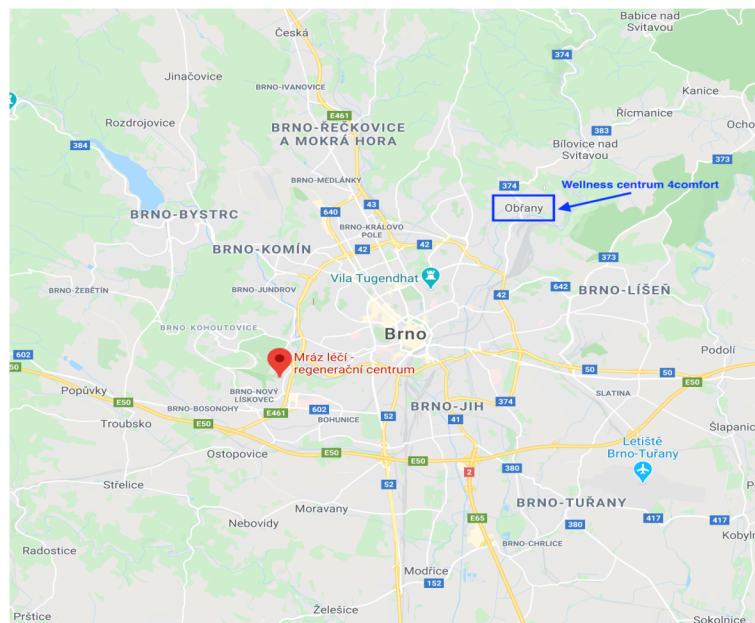 Babice nad
Svitavou
Česká
374
Jinačovice
BRNO-IVANOVICE
Kanice
E461
Řícmanice
Rozdrojovice
BRNO-ŘEČKOVICE
A MOKRÁ HORA
383
Ocho
384
Bílovice nad
Svitavou
373
BRNO-MEDLÁNKY
374
Wellness centrum 4comfort
43
640
Obřany
BRNO-BYSTRC
BRNO-KRÁLOVO
POLE
42
42
BRNO-KOMÍN
373
Vila Tugendhat
642
BRNO-LÍŠEŇ
BRNO-ŽEBĚTÍN
BRNO-JUNDROV
42
BRNO-KOHOUTOVICE
Brno
602
Podolí
Mráz léčí -
regenerační centrum
50
50
50
E50
Popůvky
BRNO-NOVÝ
LÍSKOVEC
SLATINA
E50
BRNO-BOSONOHY
602
374
E461
52
BRNO-JIH
Troubsko
E50
BOHUNICE
41
Šlapanic
Letiště
Brno-Tuřany
Ostopovice
E50
E50
380
2
Střelice
52
BRNO-TUŘANY
Moravany
E65
417
417
Nebovidy
380
Kobyln
BRNO-CHRLICE
Radostice
Modřice
152
Želešice
Prštice
Sokolnice